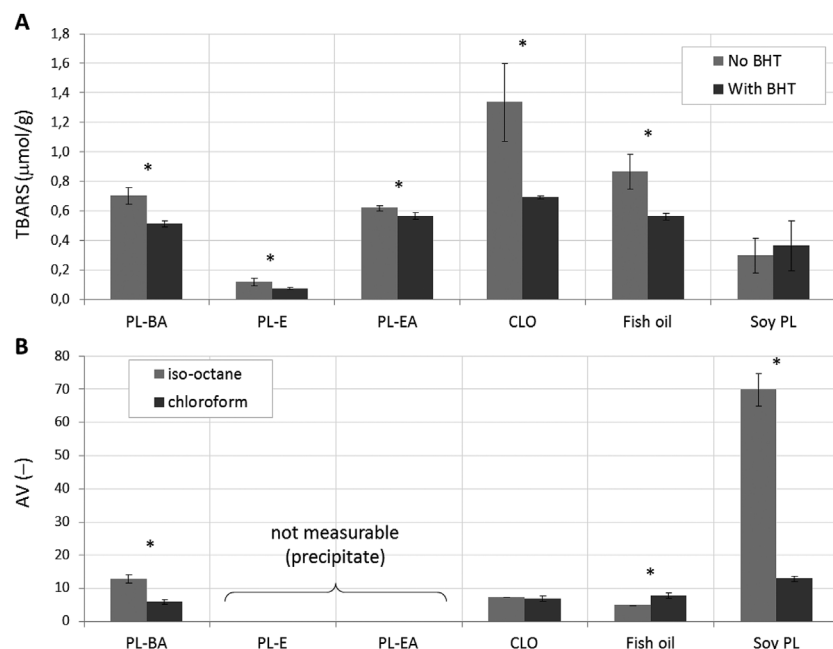 A
TBARS (µmol/g)
1,8
1,6
1,4
1,2
1,0
0,8
0,6
0,4
0,2
0,0
No BHT
With BHT
*
*
*
*
*
PL-BA PL-E PL-EA CLO Fish oil Soy PL
B
AV (–)
80
70
60
50
40
30
20
10
0
iso-octane
chloroform
not measurable
(precipitate)
*
*
*
PL-BA PL-E PL-EA CLO Fish oil Soy PL